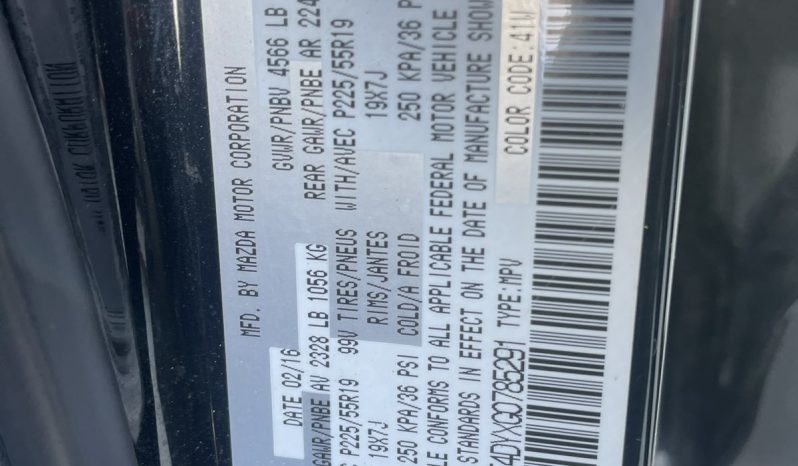 MFD. BY MAZDA MOTOR CORPORATION
DATE 02/16 GVWR/PNBV 4566 LB
GAWR/PNBE AV 2328 LB 1056 KG REAR GAWR/PNBE AR 224
P225/55R19 99V TIRES/PNEUS WITH/AVEC P225/55R19
19X7J RIMS/JANTES 19X7J
250 KPA/36 PSI COLD/A FROID 250 KPA/36 P
LE CONFORMS TO ALL APPLICABLE FEDERAL MOTOR VEHICLE
STANDARDS IN EFFECT ON THE DATE OF MANUFACTURE SHOW
COLOR CODE:41W
4DYXG0785291 TYPE:MPV